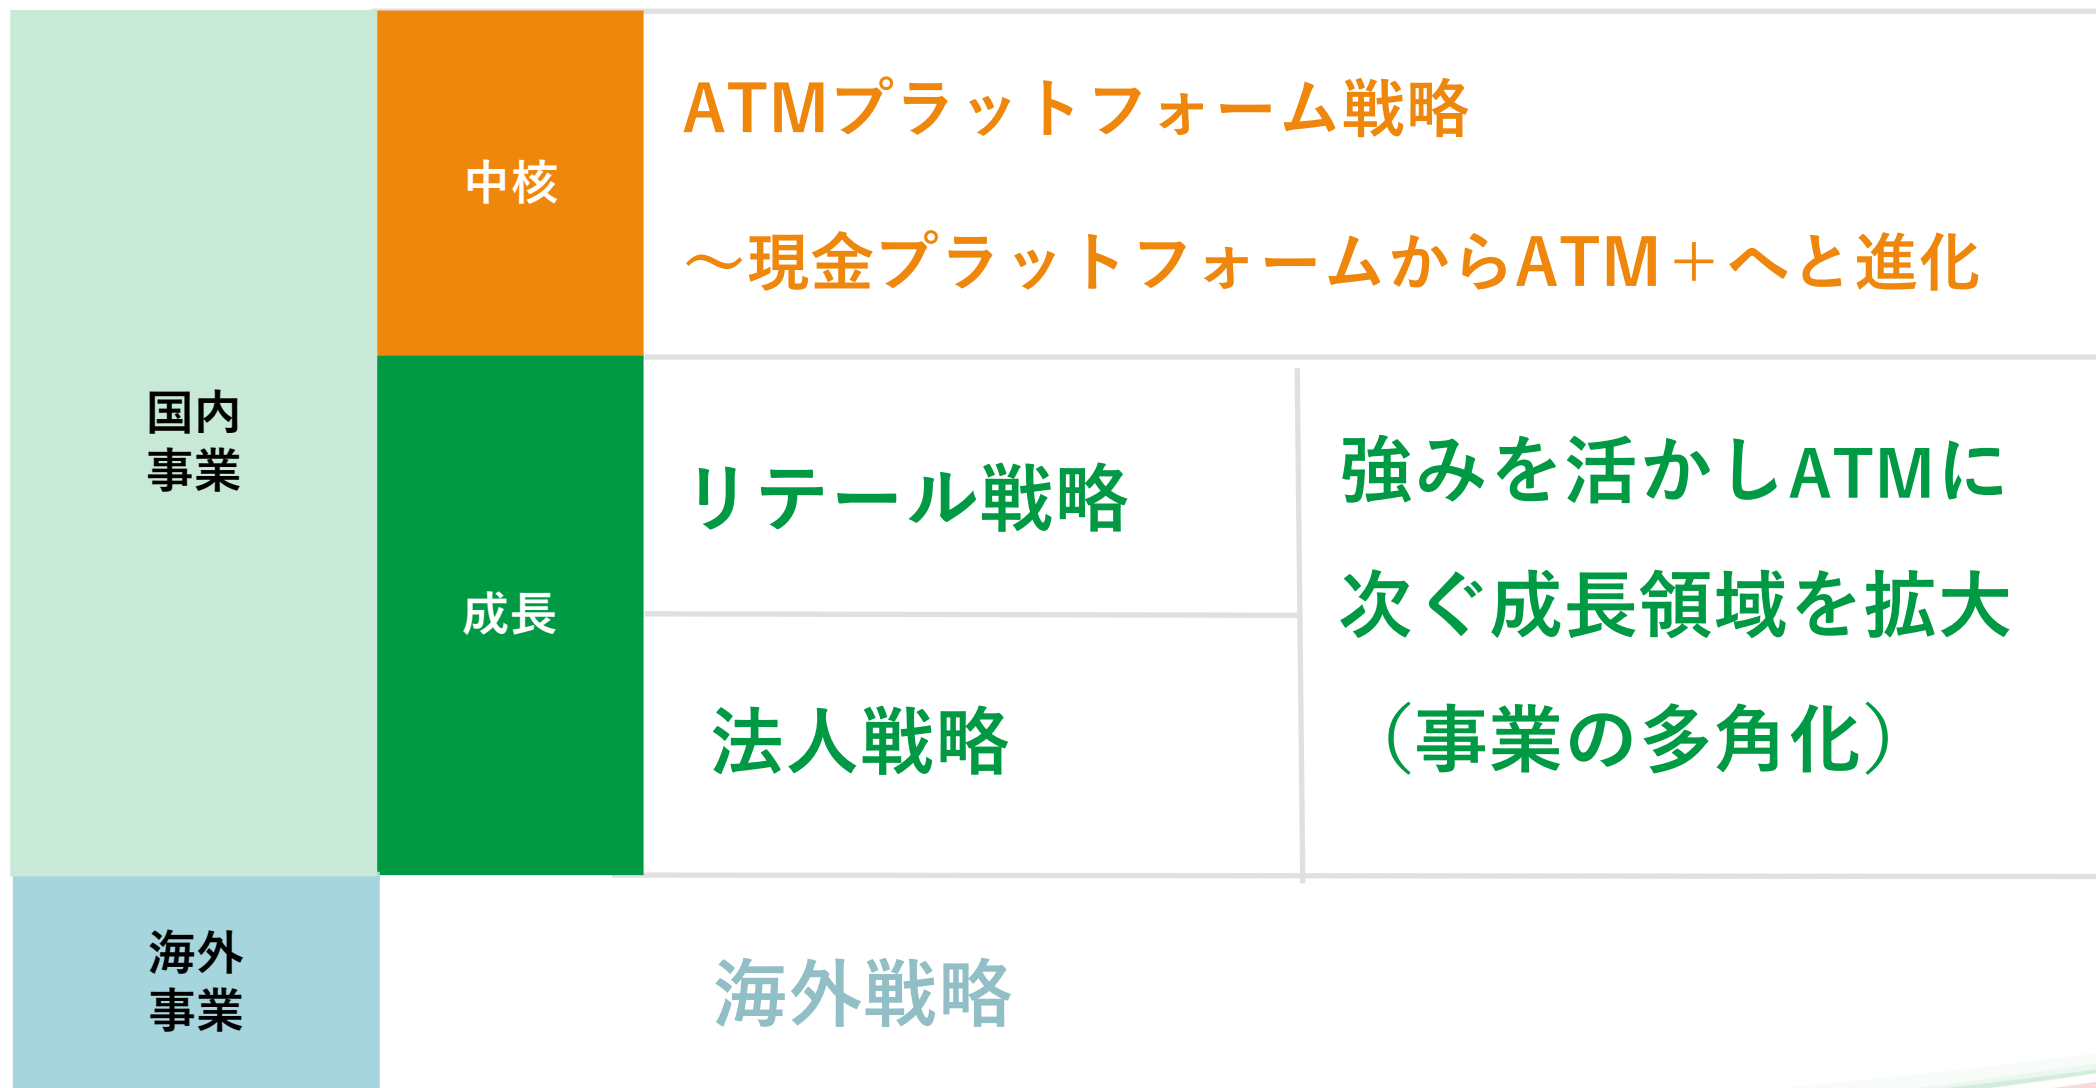 国内
事業
中核
ATMプラットフォーム戦略
～現金プラットフォームからATM＋へと進化
成長
リテール戦略
法人戦略
強みを活かしATMに
次ぐ成長領域を拡大
（事業の多角化）
海外
事業
海外戦略